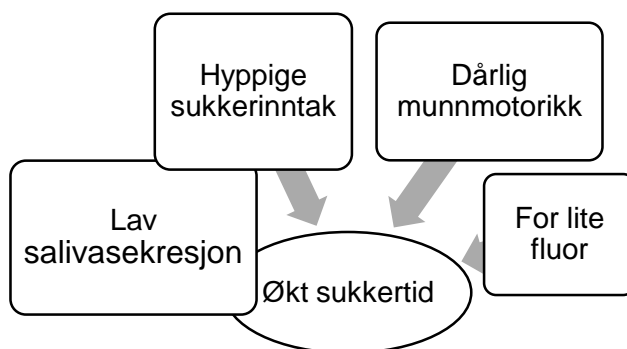 Hyppige
sukkerinntak
Dårlig
munnmotorikk
Lav
salivasekresjon
For lite
fluor
Økt sukkertid